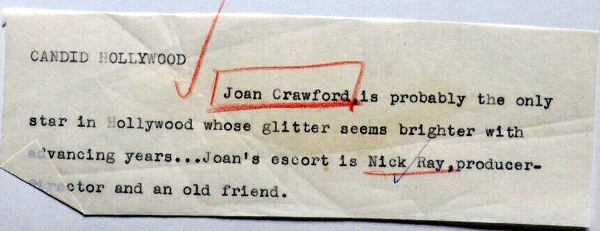 CANDID HOLLYWOOD
Joan Crawford,is probably the only
star in Hollywood whose glitter seems brighter with
advancing years...Joan's escort is Nick Ray,producer-
director and an old friend.